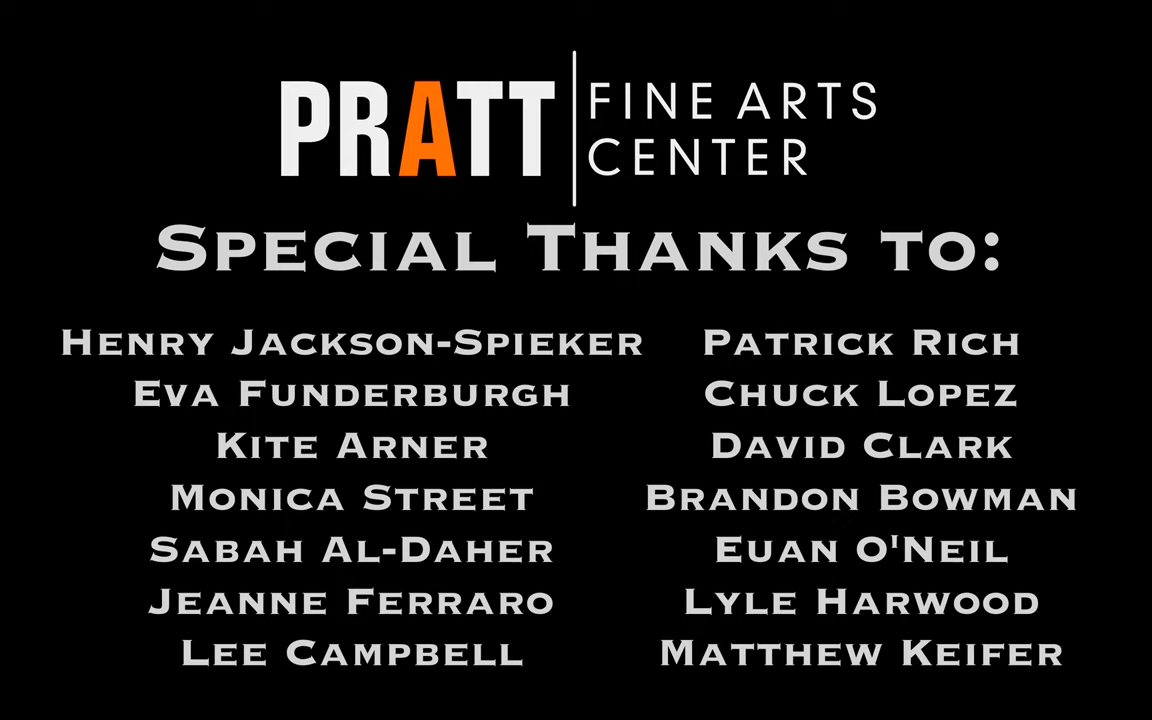 PRATT
FINE ARTS
CENTER
SPECIAL THANKS TO:
HENRY JACKSON-SPIEKER
EVA FUNDERBURGH
KITE ARNER
MONICA STREET
SABAH AL-DAHER
JEANNE FERRARO
LEE CAMPBELL
PATRICK RICH
CHUCK LOPEZ
DAVID CLARK
BRANDON BOWMAN
EUAN O'NEIL
LYLE HARWOOD
MATTHEW KEIFER